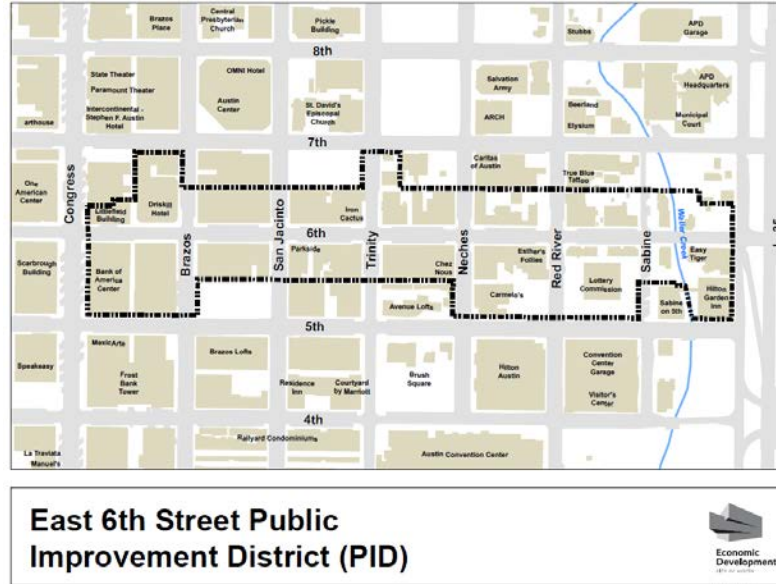 Brazos
Place
Central
Presbyterian
Church
Pickle
Building
Stubbs
APD
Garage
8th
State Theater
Paramount Theater
Intercontinental -
Stephen F. Austin
Hotel
OMNI Hotel
Austin
Center
St. David's
Episcopal
Church
Salvation
Army
ARCH
Beerland
Elysium
APD
Headquarters
Municipal
Court
arthouse
7th
One
American
Center
Congress
Littlefield
Building
Driskill
Hotel
Brazos
San Jacinto
Iron
Cactus
Trinity
Caritas
of Austin
Neches
True Blue
Tattoo
Red River
Sabine
Waller Creek
I-35
6th
Scarbrough
Building
Bank of
America
Center
Parkside
Chez
Nous
Esther's
Follies
Carmelo's
Lottery
Commission
Easy
Tiger
Sabine
on 5th
Hilton
Garden
Inn
Avenue Lofts
5th
Speakeasy
MexicArte
Frost
Bank
Tower
Brazos Lofts
Residence
Inn
Courtyard
by Marriott
Brush
Square
Hilton
Austin
Convention
Center
Garage
Visitor's
Center
4th
La Traviata
Manuel's
Railyard Condominiums
Austin Convention Center
East 6th Street Public
Improvement District (PID)
Economic
Development